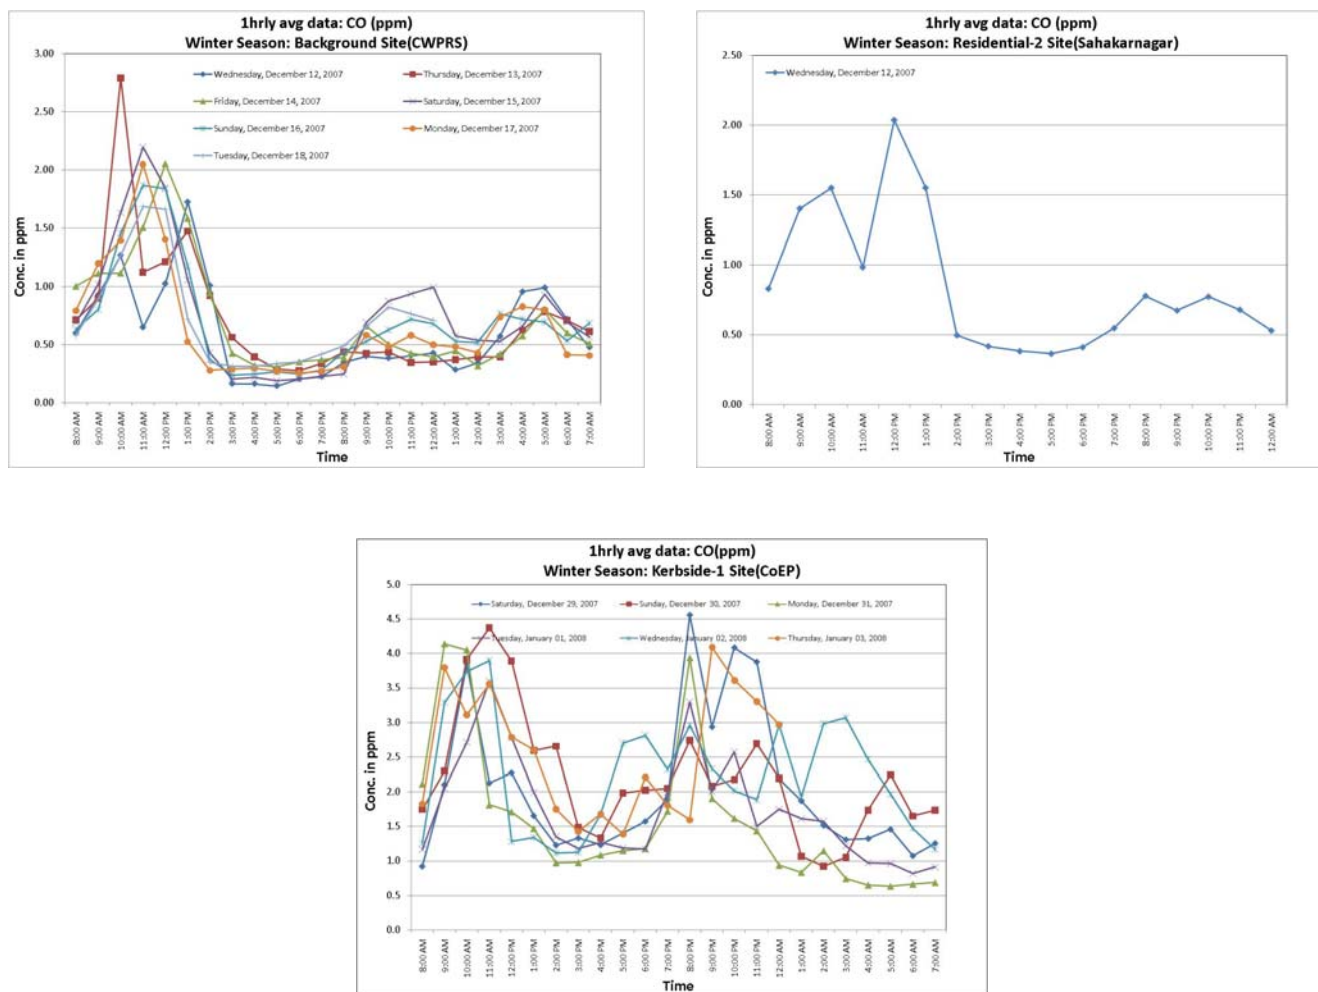 1hrly avg data: CO (ppm)
Winter Season: Background Site(CWPRS)
3.00
2.50
2.00
1.50
1.00
0.50
0.00
Conc. in ppm
Wednesday, December 12, 2007
Thursday, December 13, 2007
Friday, December 14, 2007
Saturday, December 15, 2007
Sunday, December 16, 2007
Monday, December 17, 2007
Tuesday, December 18, 2007
8:00 AM
9:00 AM
10:00 AM
11:00 AM
12:00 PM
1:00 PM
2:00 PM
3:00 PM
4:00 PM
5:00 PM
6:00 PM
7:00 PM
8:00 PM
9:00 PM
10:00 PM
11:00 PM
12:00 AM
1:00 AM
2:00 AM
3:00 AM
4:00 AM
5:00 AM
6:00 AM
7:00 AM
Time
1hrly avg data: CO (ppm)
Winter Season: Residential-2 Site(Sahakarnagar)
2.50
2.00
1.50
1.00
0.50
0.00
Conc. in ppm
Wednesday, December 12, 2007
8:00 AM
9:00 AM
10:00 AM
11:00 AM
12:00 PM
1:00 PM
2:00 PM
3:00 PM
4:00 PM
5:00 PM
6:00 PM
7:00 PM
8:00 PM
9:00 PM
10:00 PM
11:00 PM
12:00 AM
Time
1hrly avg data: CO(ppm)
Winter Season: Kerbside-1 Site(CoEP)
5.0
4.5
4.0
3.5
3.0
2.5
2.0
1.5
1.0
0.5
0.0
Conc. in ppm
Saturday, December 29, 2007
Sunday, December 30, 2007
Monday, December 31, 2007
Tuesday, January 01, 2008
Wednesday, January 02, 2008
Thursday, January 03, 2008
8:00 AM
9:00 AM
10:00 AM
11:00 AM
12:00 PM
1:00 PM
2:00 PM
3:00 PM
4:00 PM
5:00 PM
6:00 PM
7:00 PM
8:00 PM
9:00 PM
10:00 PM
11:00 PM
12:00 AM
1:00 AM
2:00 AM
3:00 AM
4:00 AM
5:00 AM
6:00 AM
7:00 AM
Time